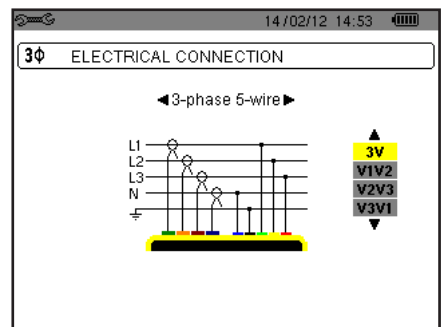 14/02/12 14:53
3Φ ELECTRICAL CONNECTION
◄3-phase 5-wire►
L1
L2
L3
N
3V
V1V2
V2V3
V3V1